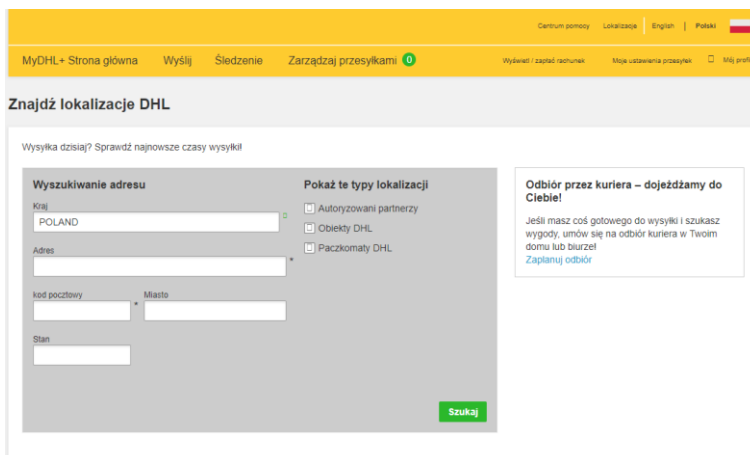 Centrum pomocy Lokalizacje English | Polski
MyDHL+ Strona główna Wyślij Śledzenie Zarządzaj przesyłkami 0 Wyświetl / zapłać rachunek Moje ustawienia przesyłek Mój profil
Znajdź lokalizacje DHL
Wysyłka dzisiaj? Sprawdź najnowsze czasy wysyłki!
Wyszukiwanie adresu
Kraj
POLAND
Adres
*
kod pocztowy Miasto
*
Stan
Pokaż te typy lokalizacji
Autoryzowani partnerzy
Obiekty DHL
Paczkomaty DHL
Szukaj
Odbiór przez kuriera – dojeżdżamy do
Ciebie!
Jeśli masz coś gotowego do wysyłki i szukasz
wygody, umów się na odbiór kuriera w Twoim
domu lub biurze!
Zaplanuj odbiór